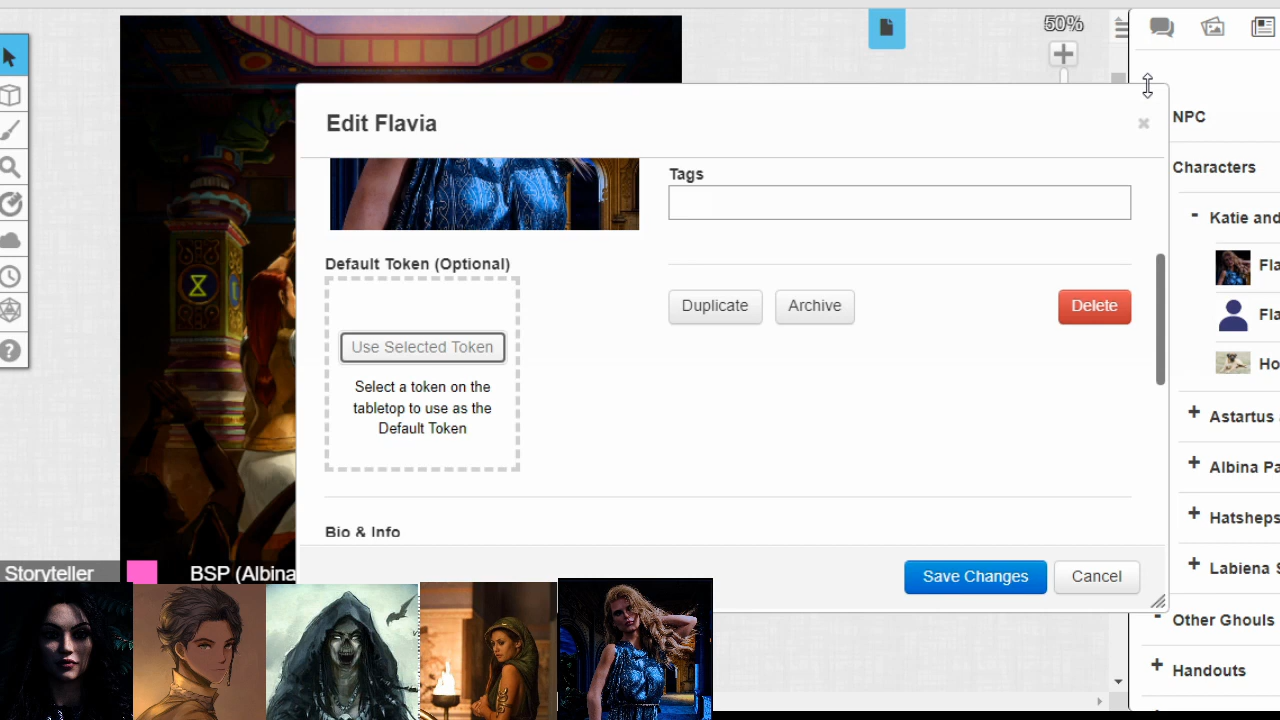 50%
Edit Flavia
×
NPC
Characters
Tags
- Katie and
Fla
Default Token (Optional)
Duplicate
Archive
Delete
Fla
Use Selected Token
Select a token on the
tabletop to use as the
Default Token
Ho
+ Astartus
+ Albina Pa
+ Hatsheps
Bio & Info
+ Labiena S
Storyteller
BSP (Albina
Save Changes
Cancel
- Other Ghouls
+ Handouts